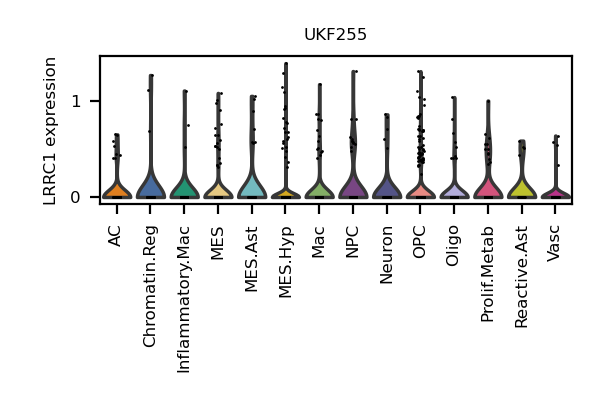 UKF255
LRRC1 expression
1
0
AC
Chromatin.Reg
Inflammatory.Mac
MES
MES.Ast
MES.Hyp
Mac
NPC
Neuron
OPC
Oligo
Prolif.Metab
Reactive.Ast
Vasc